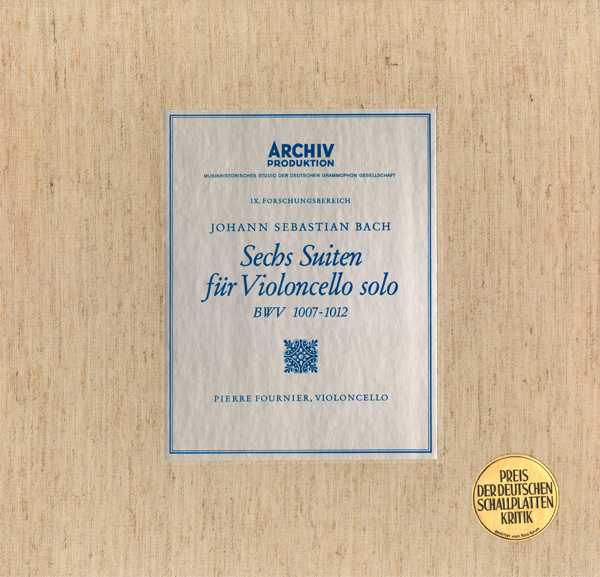 ARCHIV
PRODUKTION
MUSIKHISTORISCHES STUDIO DER DEUTSCHEN GRAMMOPHON GESELLSCHAFT
IX. FORSCHUNGSBEREICH
JOHANN SEBASTIAN BACH
Sechs Suiten
für Violoncello solo
BWV 1007-1012
PIERRE FOURNIER, VIOLONCELLO
PREIS
DER DEUTSCHEN
SCHALLPLATTEN
KRITIK